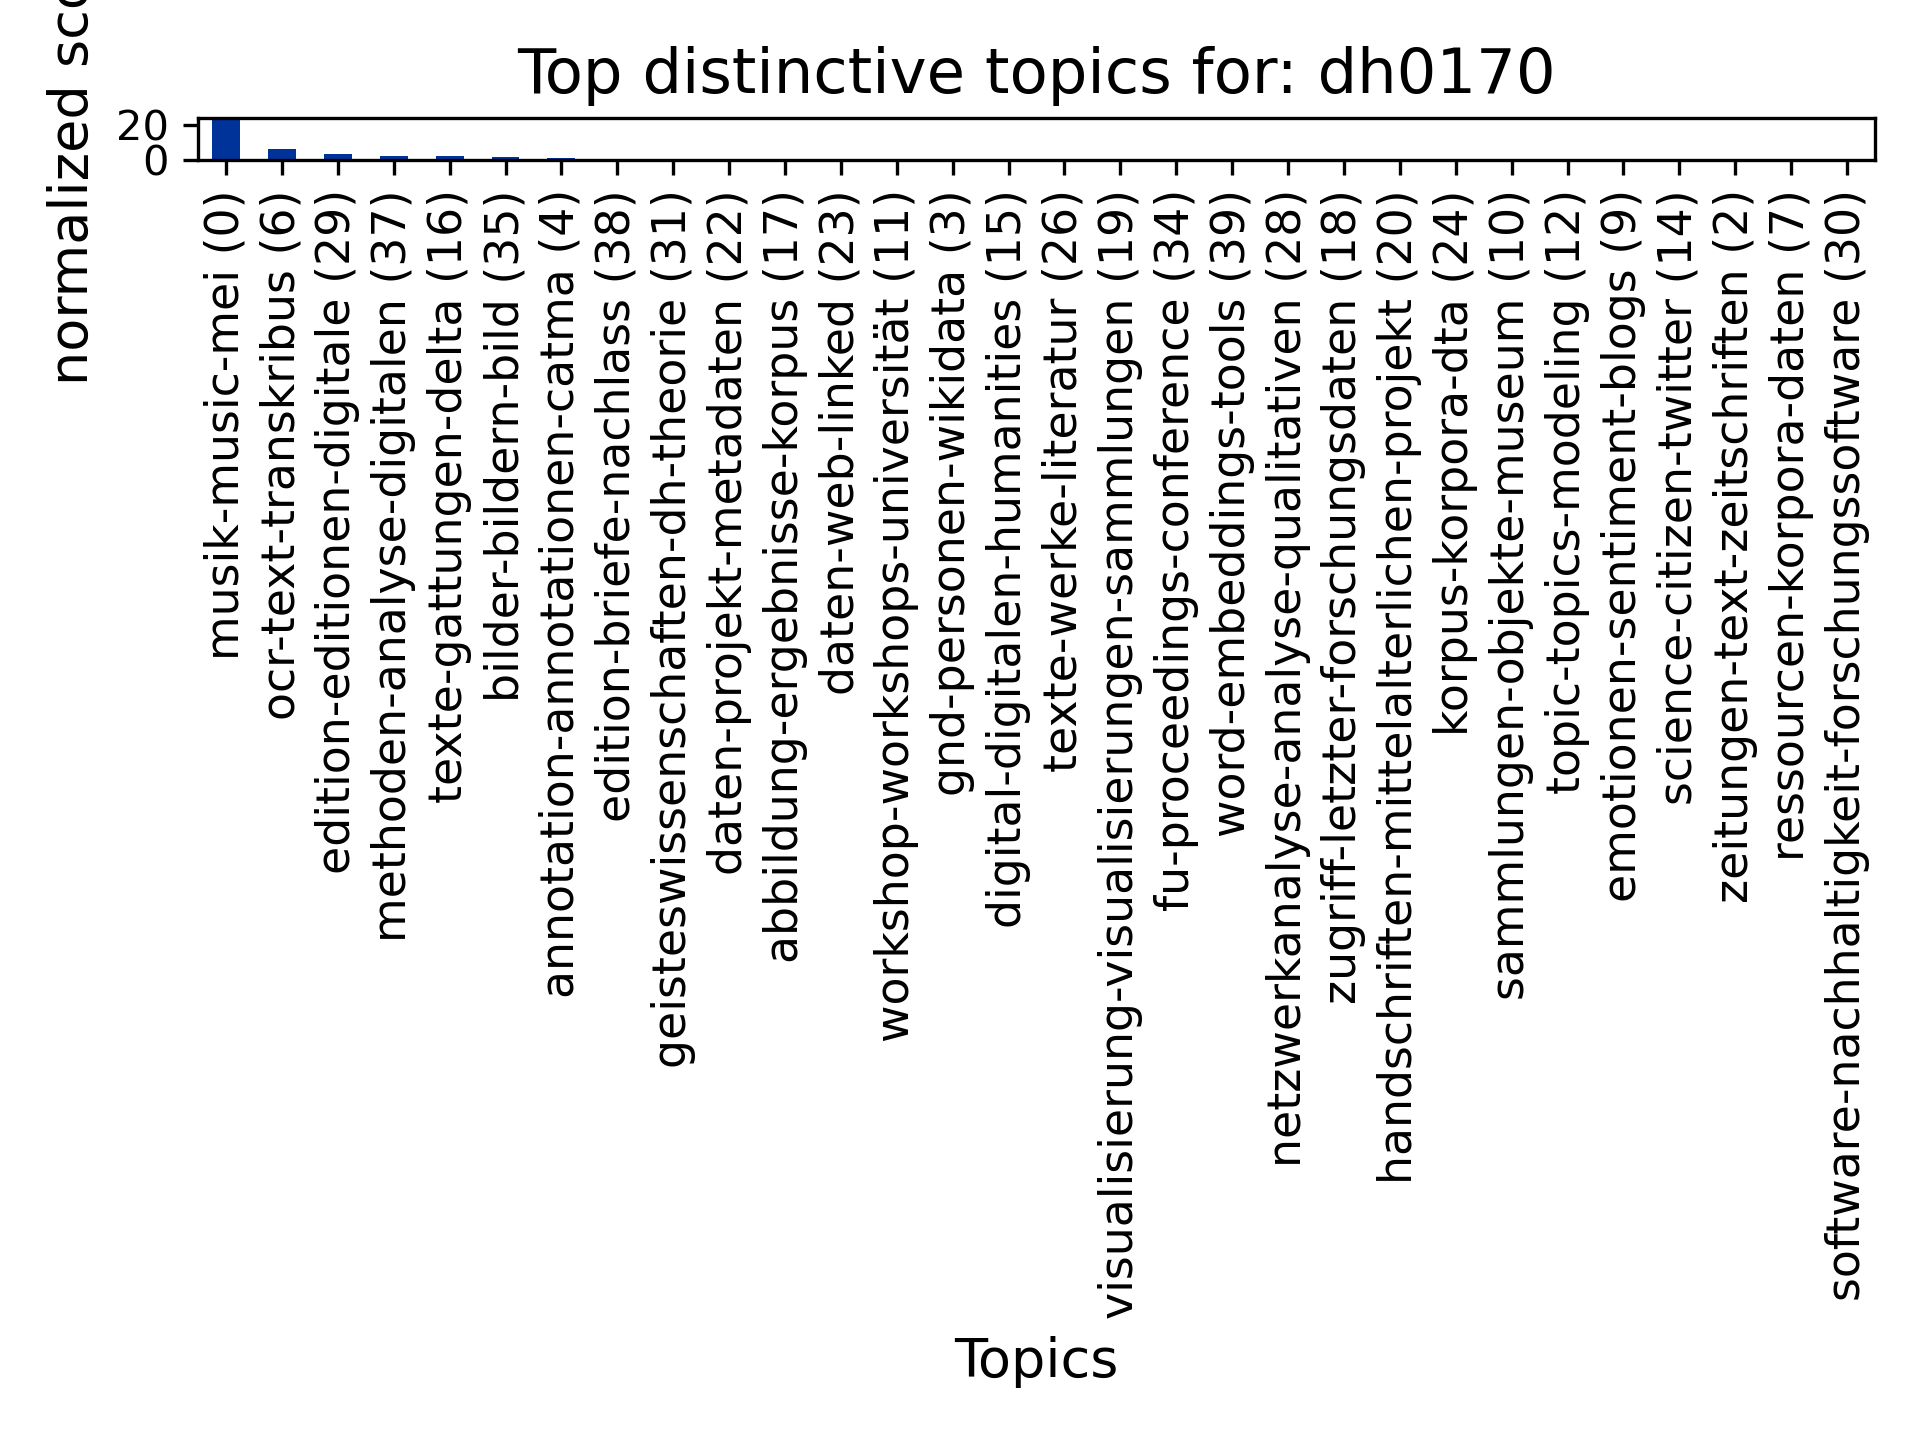 Top distinctive topics for: dh0170
normalized
20
0
musik-music-mei (0)
ocr-text-transkribus (6)
edition-editionen-digitale (29)
methoden-analyse-digitalen (37)
texte-gattungen-delta (16)
bilder-bildern-bild (35)
annotation-annotationen-catma (4)
edition-briefe-nachlass (38)
geisteswissenschaften-dh-theorie (31)
daten-projekt-metadaten (22)
abbildung-ergebnisse-korpus (17)
daten-web-linked (23)
workshop-workshops-universität (11)
gnd-personen-wikidata (3)
digital-digitalen-humanities (15)
texte-werke-literatur (26)
visualisierung-visualisierungen-sammlungen (19)
fu-proceedings-conference (34)
word-embeddings-tools (39)
netzwerkanalyse-analyse-qualitativen (28)
zugriff-letzter-forschungsdaten (18)
handschriften-mittelalterlichen-projekt (20)
korpus-korpora-dta (24)
sammlungen-objekte-museum (10)
topic-topics-modeling (12)
emotionen-sentiment-blogs (9)
science-citizen-twitter (14)
zeitungen-text-zeitschriften (2)
ressourcen-korpora-daten (7)
software-nachhaltigkeit-forschungssoftware (30)
Topics